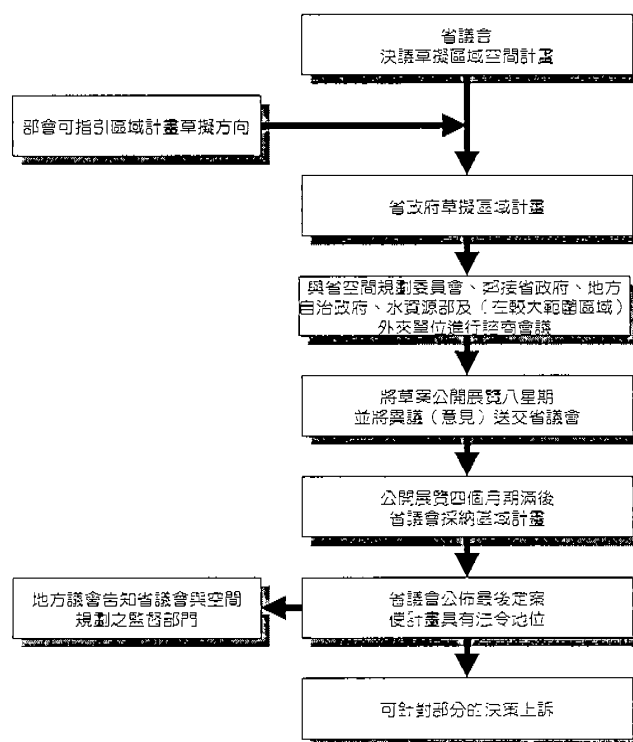 省議會
決議草擬區域空間計畫
部會可指引區域計畫草擬方向
省政府草擬區域計畫
與省空間規劃委員會、鄰接省政府、地方
自治政府、水資源部及（在較大範圍區域）
外來單位進行諮商會議
將草案公開展覽八星期
並將異議（意見）送交省議會
公開展覽四個月期滿後
省議會採納區域計畫
地方議會告知省議會與空間
規劃之監督部門
省議會公佈最後定案
使計畫具有法令地位
可針對部分的決策上訴